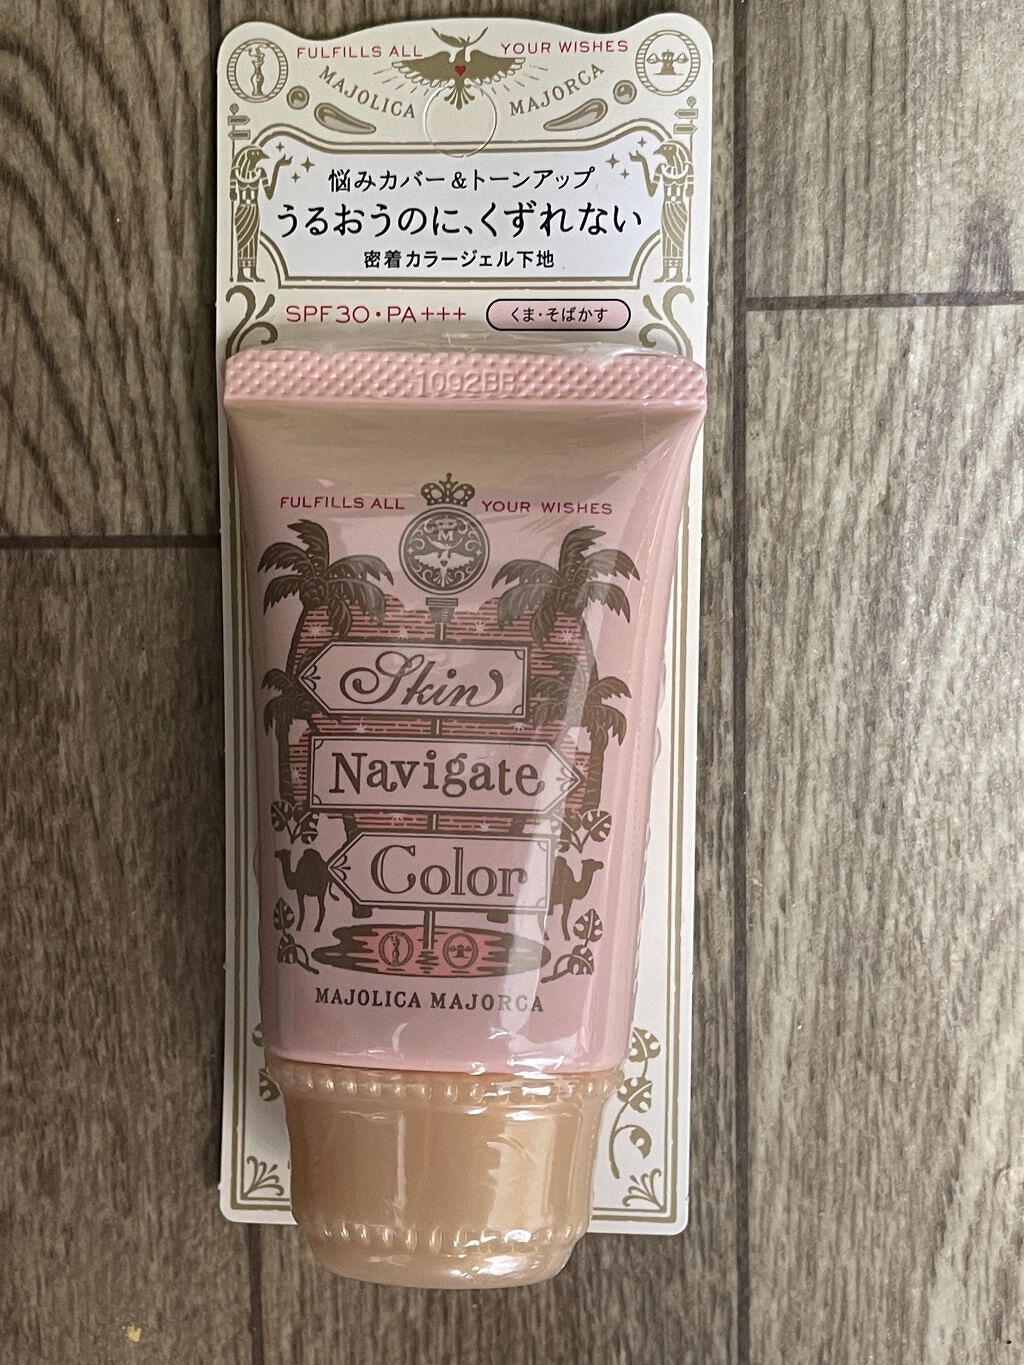 FULFILLS ALL YOUR WISHES
MAJOLICA MAJORCA
悩みカバー&トーンアップ
うるおうのに、くずれない
密着カラージェル下地
SPF30・PA+++
くま・そばかす
FULFILLS ALL YOUR WISHES
M
Skin
Navigate
Color
MAJOLICA MAJORCA